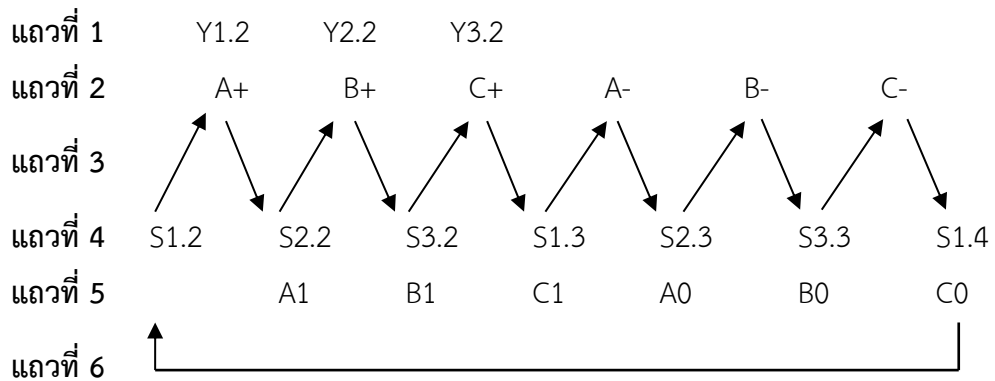 แถวที่ 1 Y1.2 Y2.2 Y3.2
แถวที่ 2 A+ B+ C+ A- B- C-
แถวที่ 3
แถวที่ 4 S1.2 S2.2 S3.2 S1.3 S2.3 S3.3 S1.4
แถวที่ 5 A1 B1 C1 A0 B0 C0
แถวที่ 6